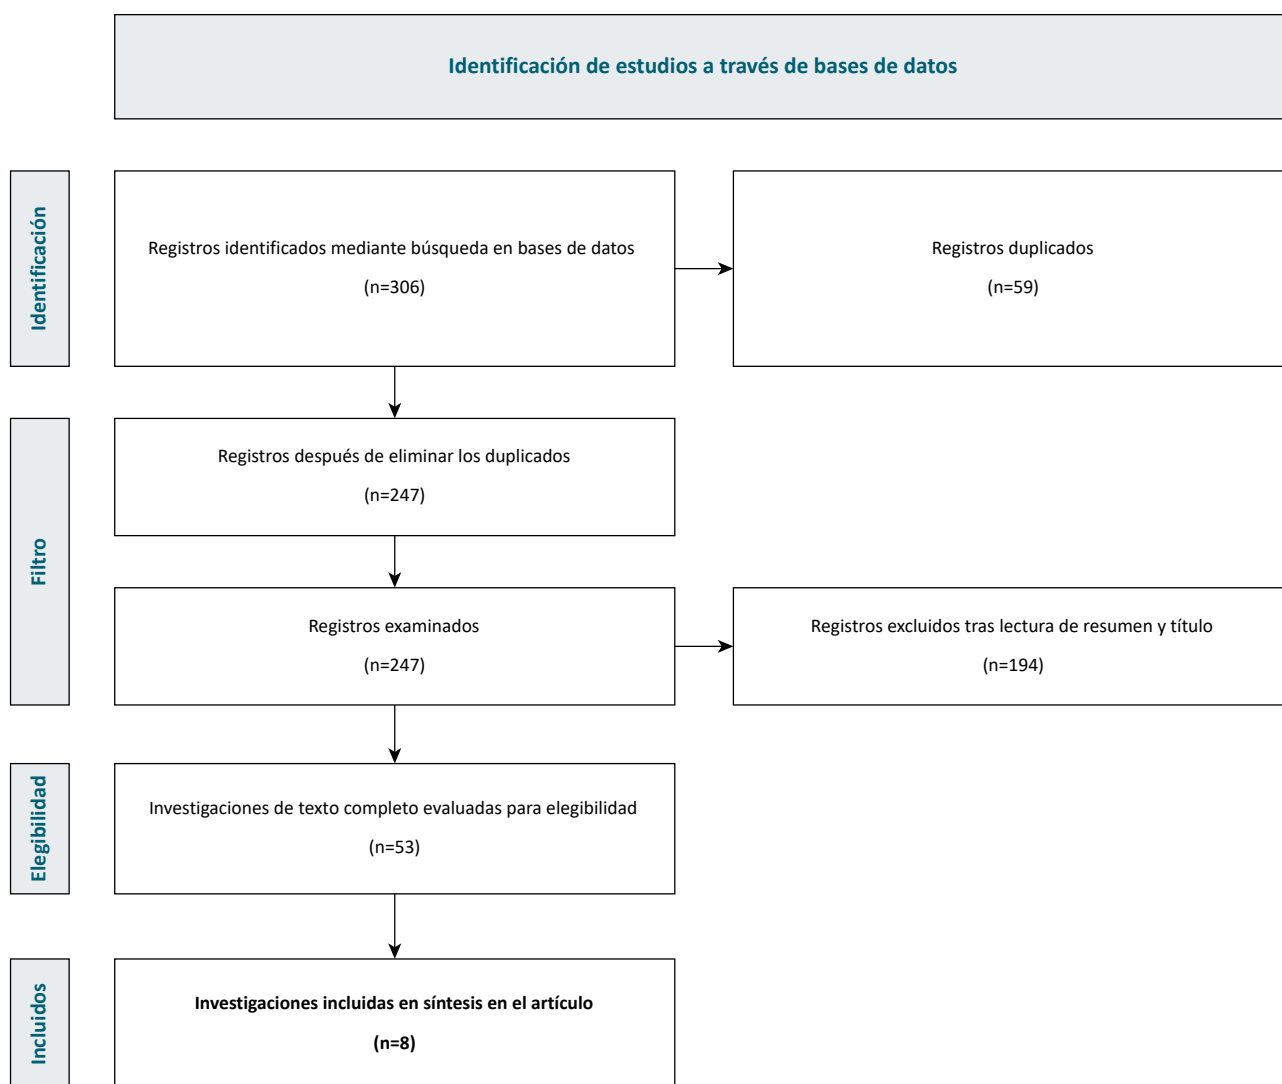 Identificación de estudios a través de bases de datos
Identificación
Registros identificados mediante búsqueda en bases de datos
(n=306)
Registros duplicados
(n=59)
Filtro
Registros después de eliminar los duplicados
(n=247)
Registros examinados
(n=247)
Registros excluidos tras lectura de resumen y título
(n=194)
Elegibilidad
Investigaciones de texto completo evaluadas para elegibilidad
(n=53)
Incluidos
Investigaciones incluidas en síntesis en el artículo
(n=8)